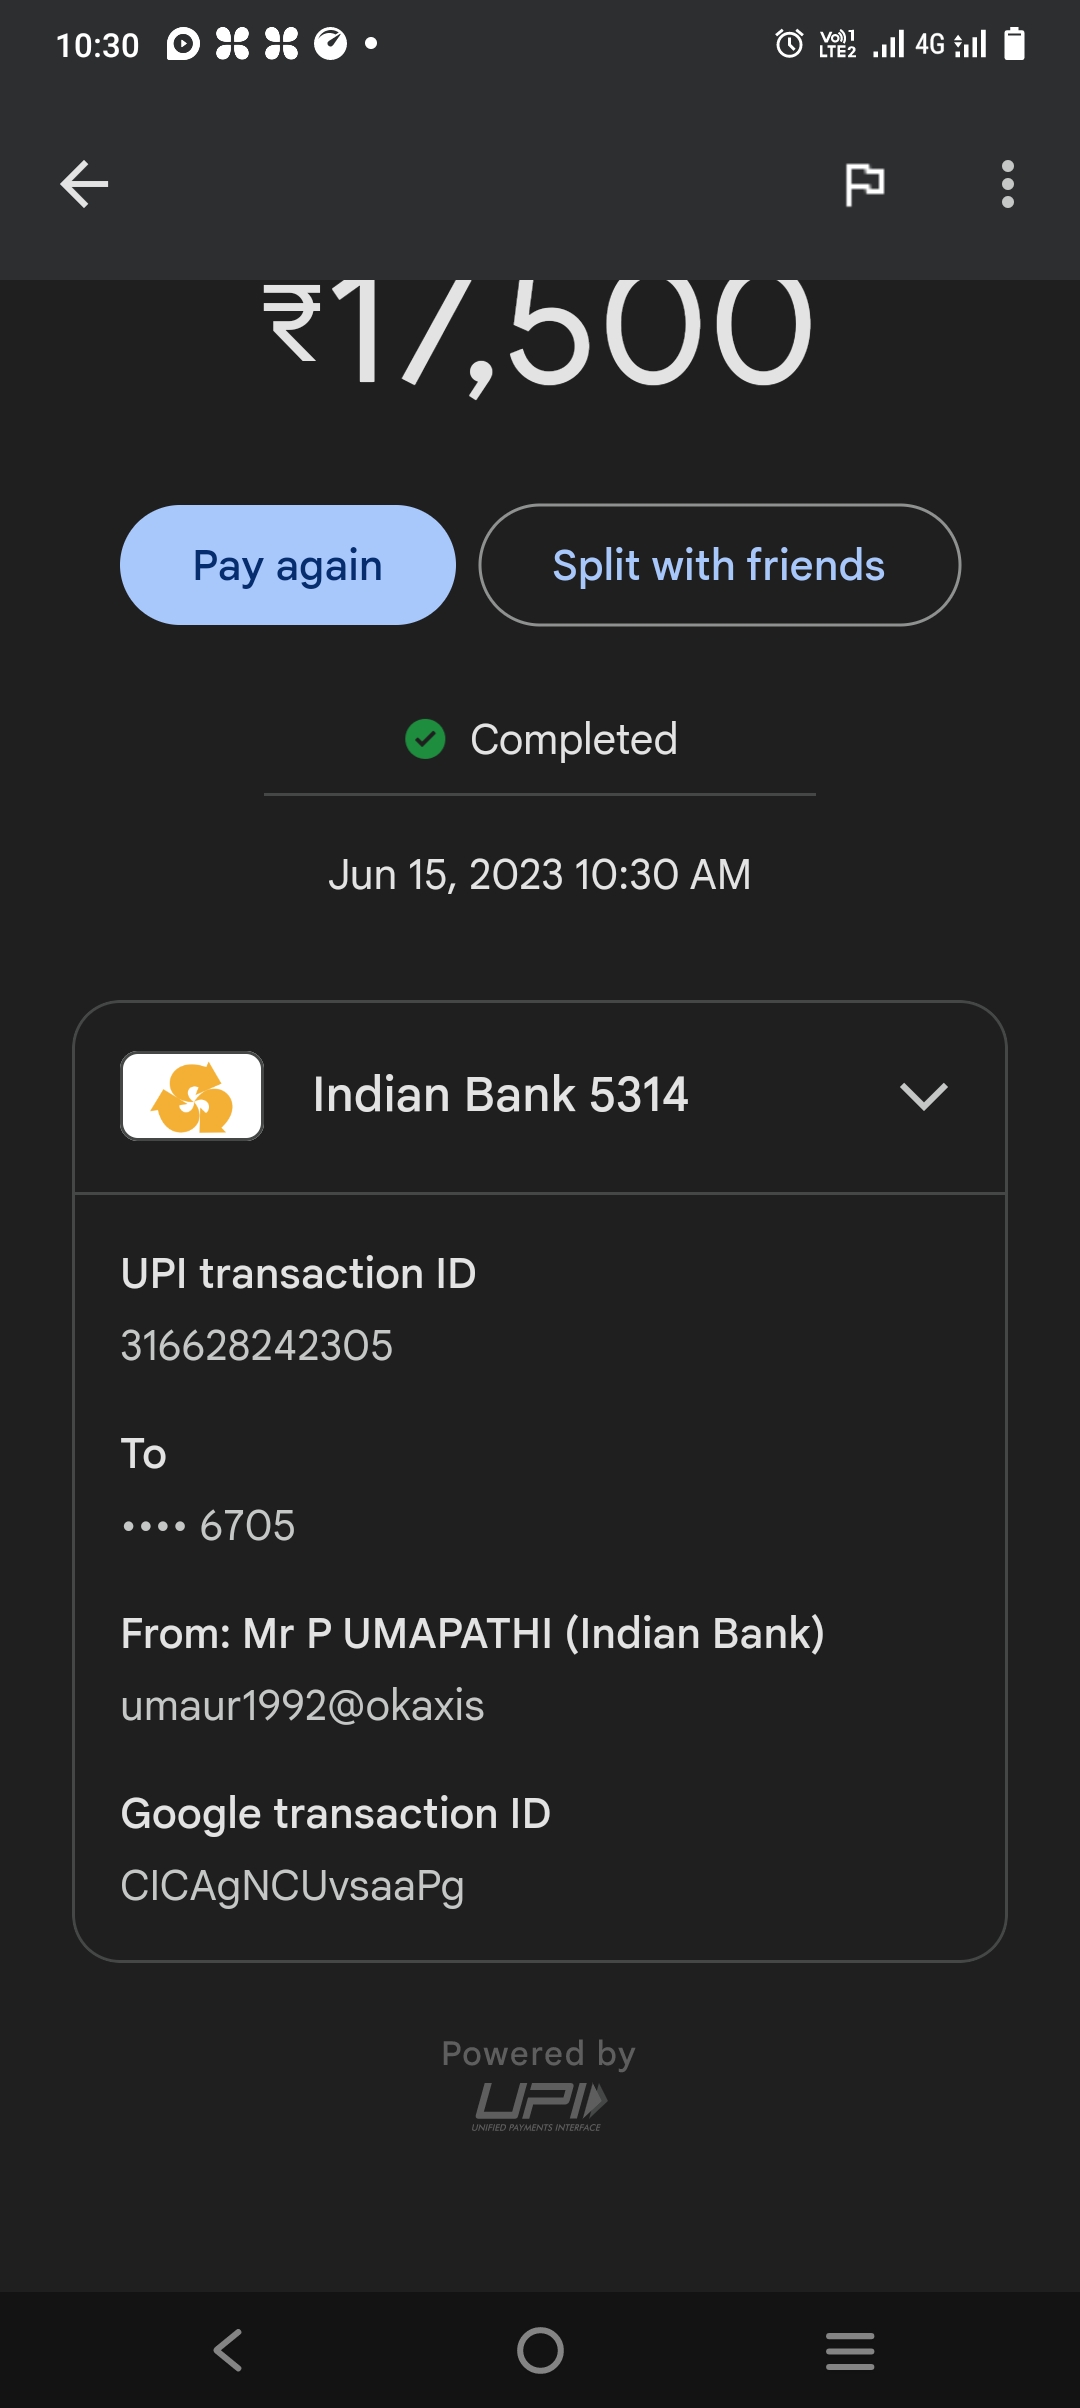 10:30
Vo)) 1
LTE2
4G
₹17,500
Pay again
Split with friends
Completed
Jun 15, 2023 10:30 AM
Indian Bank 5314
UPI transaction ID
316628242305
To
•••• 6705
From: Mr P UMAPATHI (Indian Bank)
umaur1992@okaxis
Google transaction ID
CICAgNCUvsaaPg
Powered by
UPI
UNIFIED PAYMENTS INTERFACE